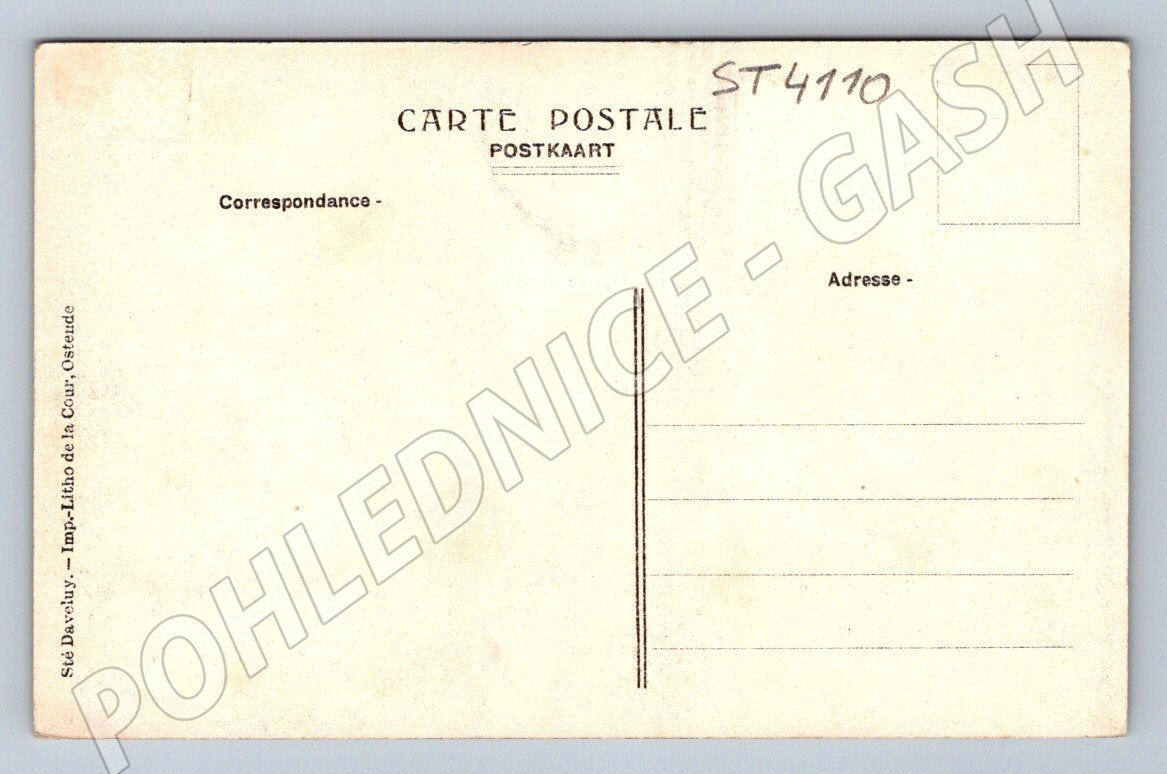 ST4110
CARTE POSTALE
POSTKAART
Correspondance -
Adresse -
Sté Daveluy. — Imp.-Litho de la Cour, Ostende
POHLEDNICE - GASH